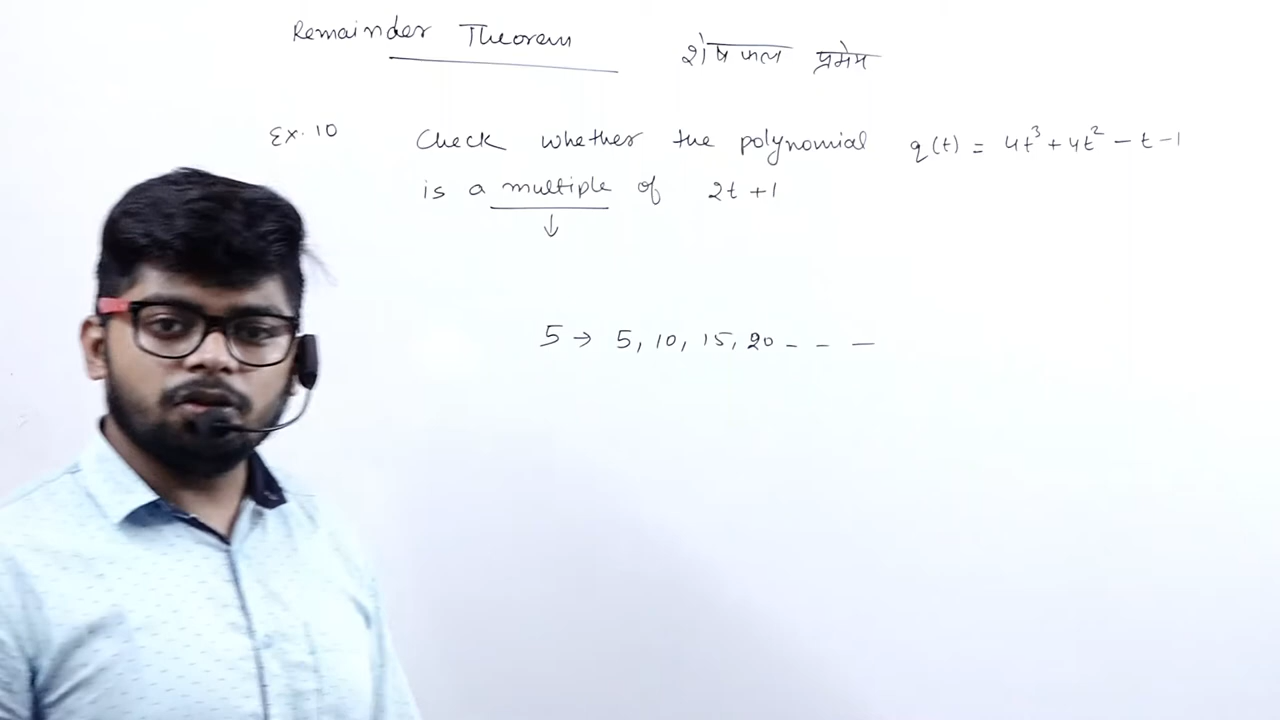 Remainder Theorem शेषफल प्रमेय
Ex. 10 Check whether the polynomial q(t) = 4t³ + 4t² - t - 1
is a multiple of 2t + 1
↓
5 → 5, 10, 15, 20 - - -